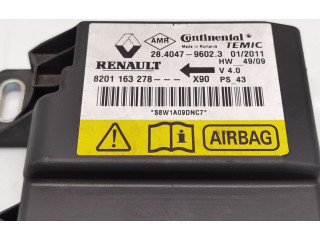 AMR Continental
Made in Romania TEMIC
28.4047-9602.3 01/2011
HW 49/09
RENAULT V 4.0
8201 163 278--- X90 PS 43
*S8W1A09DNC7*
AIRBAG